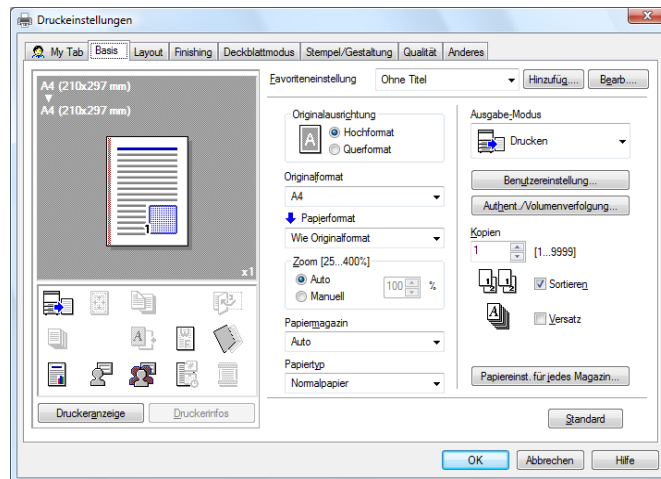 Druckeinstellungen
My Tab Basis Layout Finishing Deckblattmodus Stempel/Gestaltung Qualität Anderes
A4 (210x297 mm)
A4 (210x297 mm)
1
x1
Druckeranzeige Druckerinfos
Favoriteneinstellung Ohne Titel Hinzufüg.... Bearb....
Originalausrichtung
A
Hochformat
Querformat
Originalformat
A4
Papierformat
Wie Originalformat
Zoom [25...400%]
Auto
Manuell
100 %
Papiermagazin
Auto
Papiertyp
Normalpapier
Ausgabe-Modus
Drucken
Benutzereinstellung...
Authent./Volumenverfolgung...
Kopien
1 [1...9999]
Sortieren
Versatz
Papiereinst. für jedes Magazin...
Standard
OK Abbrechen Hilfe